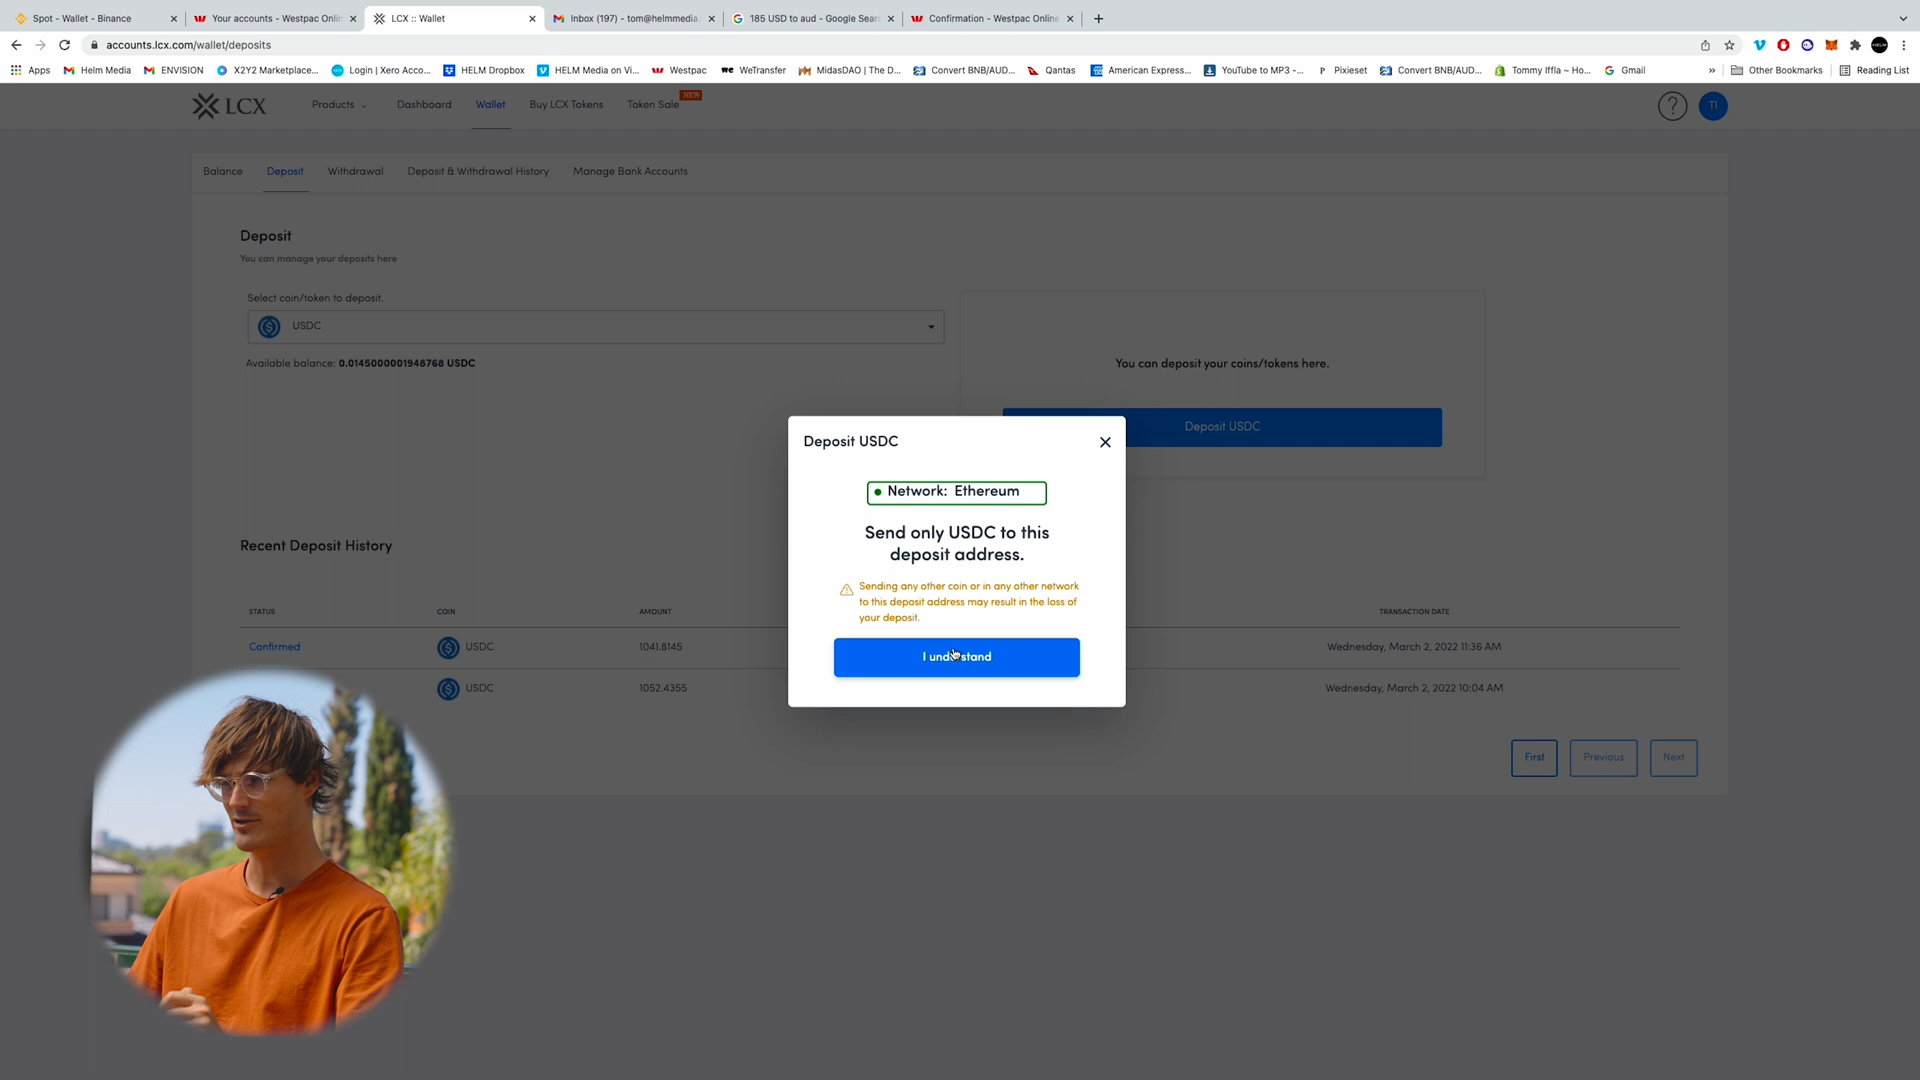 Spot - Wallet - Binance
Your accounts - Westpac Onlin
LCX :: Wallet
Inbox (197) - tom@helmmedia.
185 USD to aud - Google Sear
Confirmation - Westpac Online
accounts.lcx.com/wallet/deposits
Apps
Helm Media
ENVISION
X2Y2 Marketplace...
Login | Xero Acco...
HELM Dropbox
HELM Media on Vi...
Westpac
WeTransfer
MidasDAO | The D...
Convert BNB/AUD...
Qantas
American Express...
YouTube to MP3 -...
Pixieset
Convert BNB/AUD...
Tommy Iffla ~ Ho...
Gmail
»
Other Bookmarks
Reading List
LCX
Products
Dashboard
Wallet
Buy LCX Tokens
Token Sale
NEW
?
TI
Balance
Deposit
Withdrawal
Deposit & Withdrawal History
Manage Bank Accounts
Deposit
You can manage your deposits here
Select coin/token to deposit.
USDC
Available balance: 0.0145000001948768 USDC
You can deposit your coins/tokens here.
Deposit USDC
Deposit USDC
Network: Ethereum
Send only USDC to this
deposit address.
Sending any other coin or in any other network
to this deposit address may result in the loss of
your deposit.
I understand
Recent Deposit History
STATUS
COIN
AMOUNT
TRANSACTION DATE
Confirmed
USDC
1041.8145
Wednesday, March 2, 2022 11:36 AM
USDC
1052.4355
Wednesday, March 2, 2022 10:04 AM
First
Previous
Next